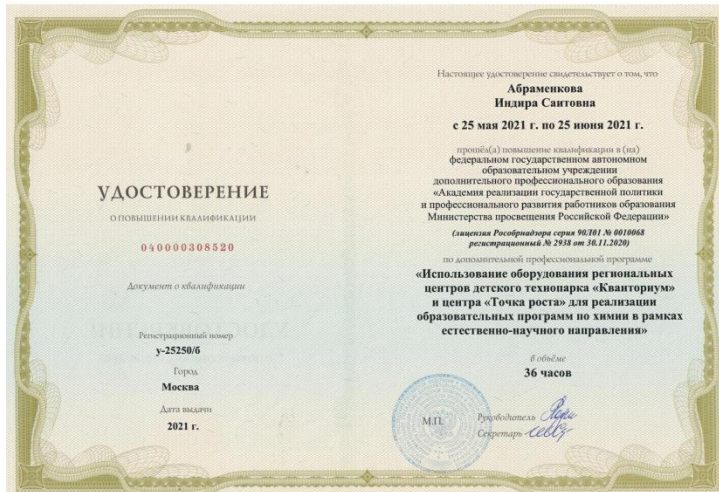 УДОСТОВЕРЕНИЕ
О ПОВЫШЕНИИ КВАЛИФИКАЦИИ
040000308520
Документ о квалификации
Регистрационный номер
у-25250/б
Город
Москва
Дата выдачи
2021 г.
Настоящее удостоверение свидетельствует о том, что
Абраменкова
Индира Саитовна
с 25 мая 2021 г. по 25 июня 2021 г.
прошёл(а) повышение квалификации в (на)
федеральном государственном автономном
образовательном учреждении
дополнительного профессионального образования
«Академия реализации государственной политики
и профессионального развития работников образования
Министерства просвещения Российской Федерации»
(лицензия Рособрнадзора серия 90Л01 № 0010068
регистрационный № 2938 от 30.11.2020)
по дополнительной профессиональной программе
«Использование оборудования региональных
центров детского технопарка «Кванториум»
и центра «Точка роста» для реализации
образовательных программ по химии в рамках
естественно-научного направления»
в объёме
36 часов
М.П.
Руководитель
Секретарь